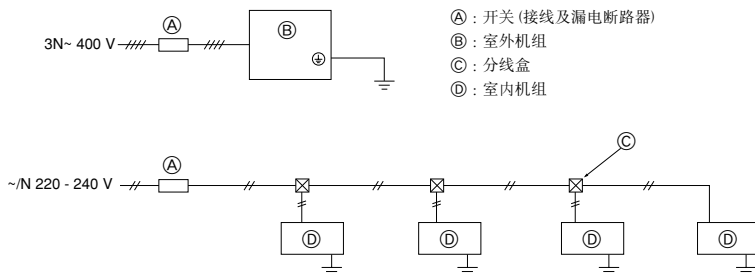 Ⓐ
3N~ 400 V
Ⓑ
Ⓐ : 开关 (接线及漏电断路器)
Ⓑ : 室外机组
Ⓒ : 分线盒
Ⓓ : 室内机组
Ⓐ
Ⓒ
~/N 220 - 240 V
Ⓓ Ⓓ Ⓓ Ⓓ